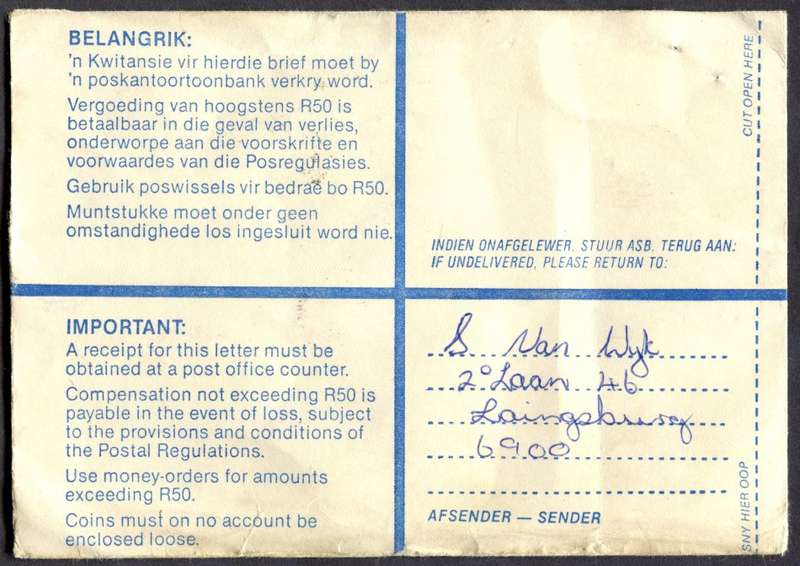 BELANGRIK:
'n Kwitansie vir hierdie brief moet by
'n poskantoortoonbank verkry word.
Vergoeding van hoogstens R50 is
betaalbaar in die geval van verlies,
onderworpe aan die voorskrifte en
voorwaardes van die Posregulasies.
Gebruik poswissels vir bedrae bo R50.
Muntstukke moet onder geen
omstandighede los ingesluit word nie.
CUT OPEN HERE
INDIEN ONAFGELEWER, STUUR ASB. TERUG AAN:
IF UNDELIVERED, PLEASE RETURN TO:
IMPORTANT:
A receipt for this letter must be
obtained at a post office counter.
Compensation not exceeding R50 is
payable in the event of loss, subject
to the provisions and conditions of
the Postal Regulations.
Use money-orders for amounts
exceeding R50.
Coins must on no account be
enclosed loose.
S Van Wyk
2º Laan 46
Laingsburg
6900
AFSENDER — SENDER
SNY HIER OOP